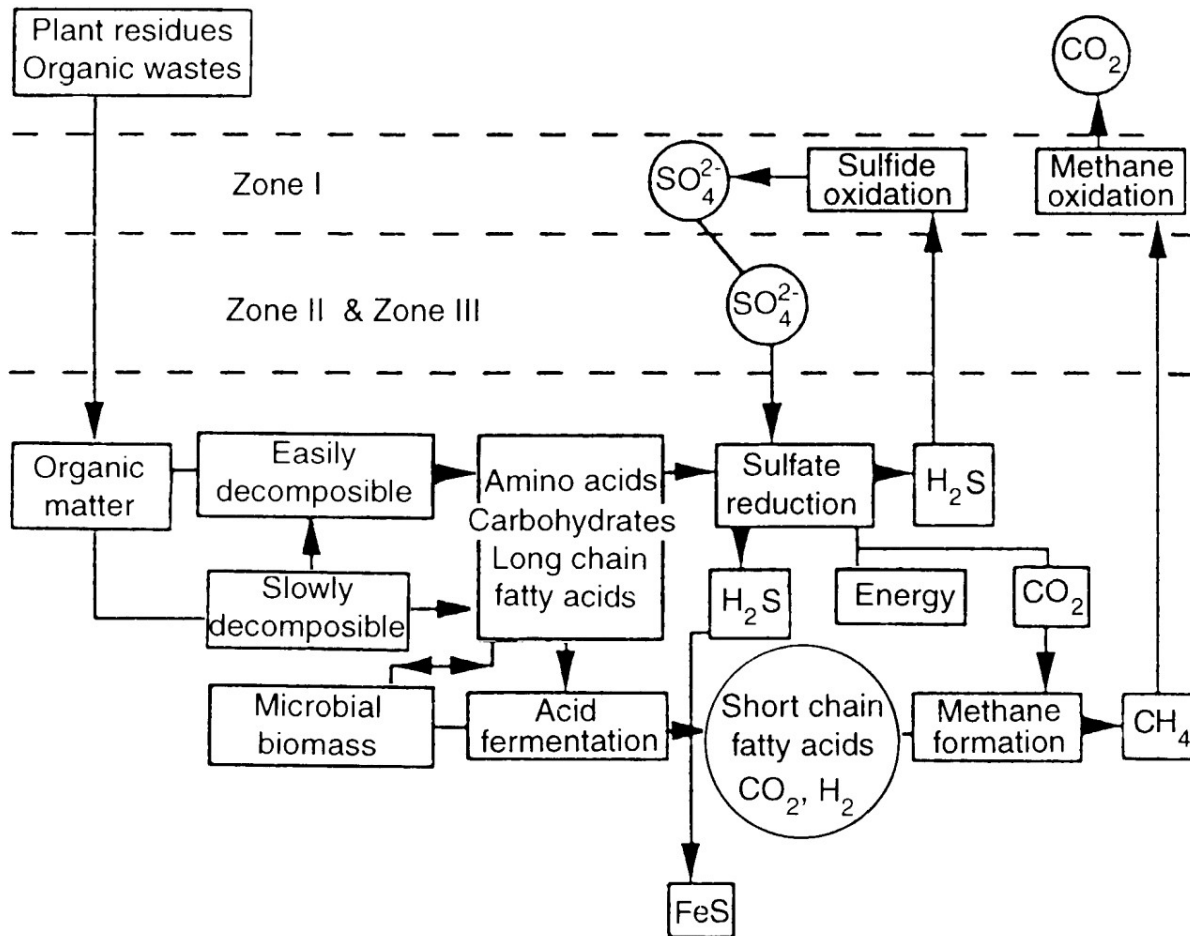 Plant residues
Organic wastes
CO₂
Zone I
SO₄²⁻
Sulfide
oxidation
Methane
oxidation
Zone II & Zone III
SO₄²⁻
Organic
matter
Easily
decomposible
Slowly
decomposible
Amino acids
Carbohydrates
Long chain
fatty acids
Sulfate
reduction
H₂S
H₂S
Energy
CO₂
Microbial
biomass
Acid
fermentation
Short chain
fatty acids
CO₂, H₂
Methane
formation
CH₄
FeS